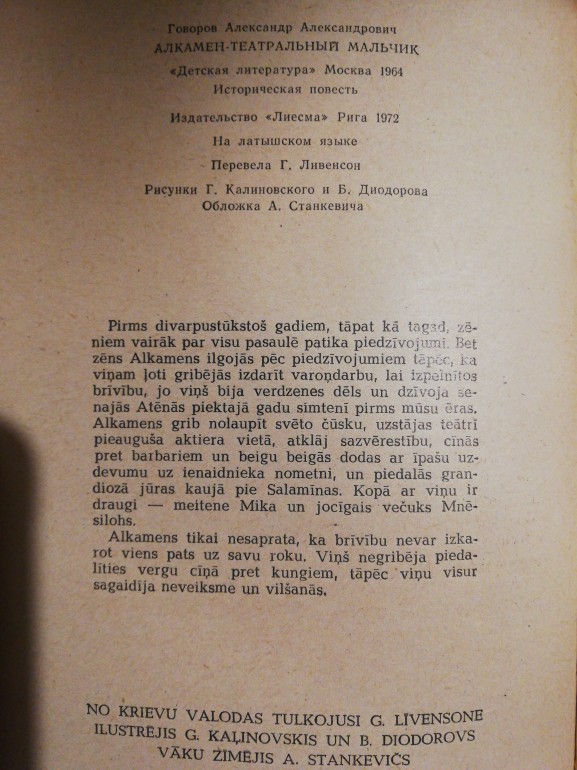 Говоров Александр Александрович
АЛКАМЕН-ТЕАТРАЛЬНЫЙ МАЛЬЧИК
«Детская литература» Москва 1964
Историческая повесть
Издательство «Лиесма» Рига 1972
На латышском языке
Перевела Г. Ливенсон
Рисунки Г. Калиновского и Б. Диодорова
Обложка А. Станкевича
Pirms divarpustūkstoš gadiem, tāpat kā tagad, zē-
niem vairāk par visu pasaulē patika piedzīvojumi. Bet
zēns Alkamens ilgojās pēc piedzīvojumiem tāpēc, ka
viņam ļoti gribējās izdarīt varoņdarbu, lai izpelnītos
brīvību, jo viņš bija verdzenes dēls un dzīvoja se-
najās Atēnās piektajā gadu simtenī pirms mūsu ēras.
Alkamens grib nolaupīt svēto čūsku, uzstājas teātrī
pieauguša aktiera vietā, atklāj sazvērestību, cīnās
pret barbariem un beigu beigās dodas ar īpašu uz-
devumu uz ienaidnieka nometni, un piedalās gran-
diozā jūras kaujā pie Salamīnas. Kopā ar viņu ir
draugi — meitene Mika un jocīgais večuks Mnē-
silohs.
Alkamens tikai nesaprata, ka brīvību nevar izka-
rot viens pats uz savu roku. Viņš negribēja pieda-
līties vergu cīņā pret kungiem, tāpēc viņu visur
sagaidīja neveiksme un vilšanās.
NO KRIEVU VALODAS TULKOJUSI G. LĪVENSONE
ILUSTRĒJIS G. KAĻINOVSKIS UN B. DIODOROVS
VĀKU ZĪMĒJIS A. STANKEVIČS